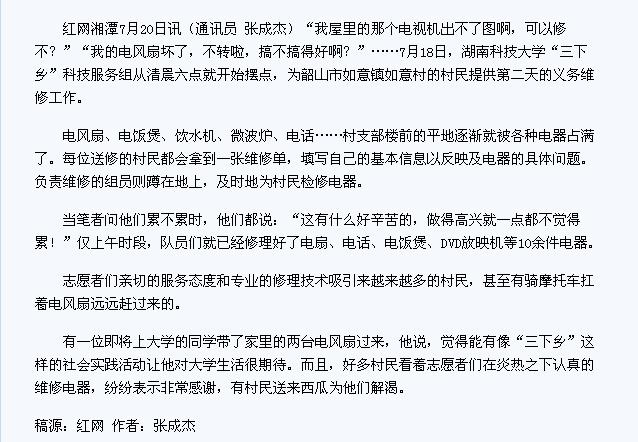 红网湘潭7月20日讯（通讯员 张成杰）“我屋里的那个电视机出不了图啊，可以修
不？”“我的电风扇坏了，不转啦，搞不搞得好啊？”……7月18日，湖南科技大学“三下
乡”科技服务组从清晨六点就开始摆点，为韶山市如意镇如意村的村民提供第二天的义务维
修工作。
电风扇、电饭煲、饮水机、微波炉、电话……村支部楼前的平地逐渐就被各种电器占满
了。每位送修的村民都会拿到一张维修单，填写自己的基本信息以反映及电器的具体问题。
负责维修的组员则蹲在地上，及时地为村民检修电器。
当笔者问他们累不累时，他们都说：“这有什么好辛苦的，做得高兴就一点都不觉得
累！”仅上午时段，队员们就已经修理好了电扇、电话、电饭煲、DVD放映机等10余件电器。
志愿者们亲切的服务态度和专业的修理技术吸引来越来越多的村民，甚至有骑摩托车扛
着电风扇远远赶过来的。
有一位即将上大学的同学带了家里的两台电风扇过来，他说，觉得能有像“三下乡”这
样的社会实践活动让他对大学生活很期待。而且，好多村民看着志愿者们在炎热之下认真的
维修电器，纷纷表示非常感谢，有村民送来西瓜为他们解渴。
稿源：红网 作者：张成杰